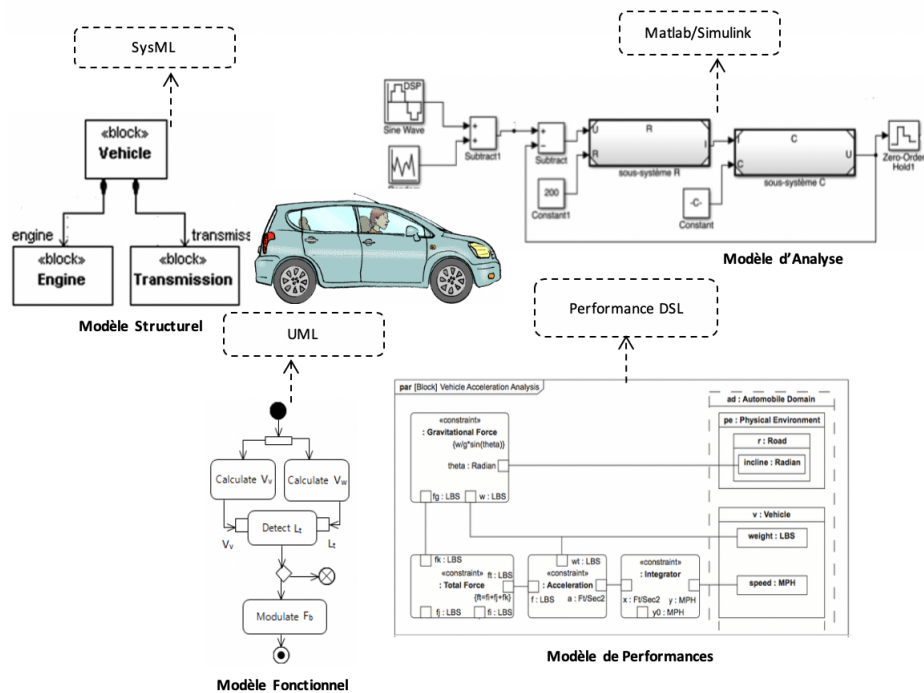 SysML
«block»
Vehicle
engine
transmiss
«block»
Engine
«block»
Transmission
Modèle Structurel
Matlab/Simulink
DSP
Sine Wave
+
+
Subtract1
+
−
Subtract
200
Constant1
U
R
R
I
sous-système R
-C-
Constant
I
C
C
U
sous-système C
Zero-Order
Hold1
Modèle d'Analyse
UML
Calculate Vv
Calculate Vw
Detect Lt
Vv
Lt
Modulate Fb
Modèle Fonctionnel
Performance DSL
par [Block] Vehicle Acceleration Analysis
«constraint»
: Gravitational Force
{w/g*sin(theta)}
theta : Radian
fg : LBS
w : LBS
fk : LBS
«constraint»
ft : LBS
: Total Force
{ft=fi+fj+fk}
fj : LBS
fi : LBS
wt : LBS
«constraint»
: Acceleration
f : LBS
a : Ft/Sec2
«constraint»
: Integrator
x : Ft/Sec2
y : MPH
y0 : MPH
ad : Automobile Domain
pe : Physical Environment
r : Road
incline : Radian
v : Vehicle
weight : LBS
speed : MPH
Modèle de Performances